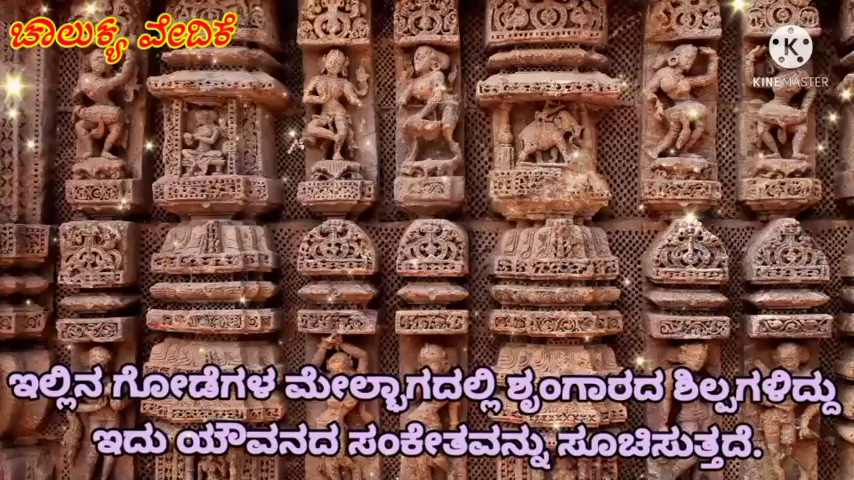 ಚಾಲುಕ್ಯ ವೇದಿಕೆ
K
KINEMASTER
ಇಲ್ಲಿನ ಗೋಡೆಗಳ ಮೇಲ್ಭಾಗದಲ್ಲಿ ಶೃಂಗಾರದ ಶಿಲ್ಪಗಳಿದ್ದು
ಇದು ಯೌವನದ ಸಂಕೇತವನ್ನು ಸೂಚಿಸುತ್ತದೆ.